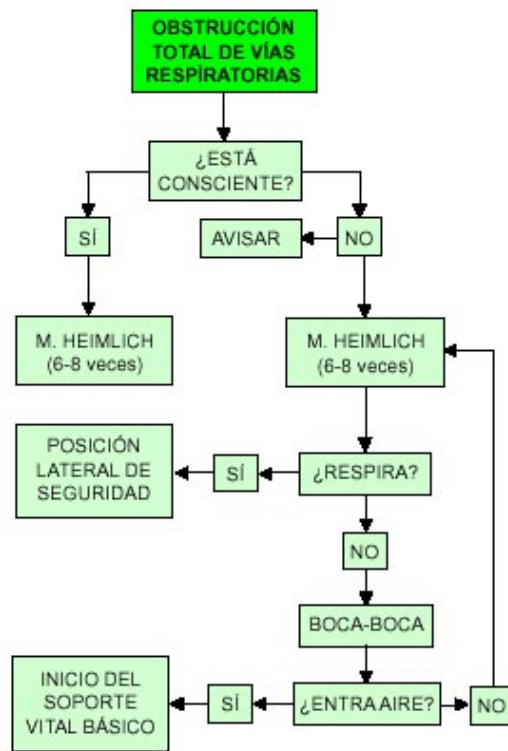 OBSTRUCCIÓN
TOTAL DE VÍAS
RESPÌRATORIAS
¿ESTÁ
CONSCIENTE?
SÍ
AVISAR
NO
M. HEIMLICH
(6-8 veces)
M. HEIMLICH
(6-8 veces)
POSICIÓN
LATERAL DE
SEGURIDAD
SÍ
¿RESPIRA?
NO
BOCA-BOCA
INICIO DEL
SOPORTE
VITAL BÁSICO
SÍ
¿ENTRA AIRE?
NO